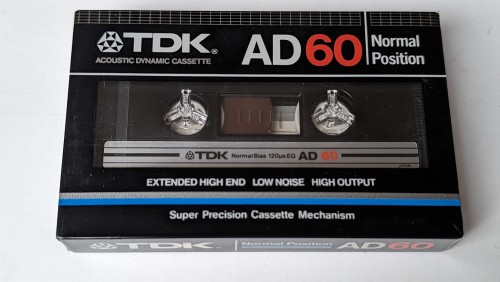 TDK® AD60 Normal Position
ACOUSTIC DYNAMIC CASSETTE
TDK Normal Bias 120μs EQ AD 60
EXTENDED HIGH END LOW NOISE HIGH OUTPUT
Super Precision Cassette Mechanism
TDK Normal Position AD60